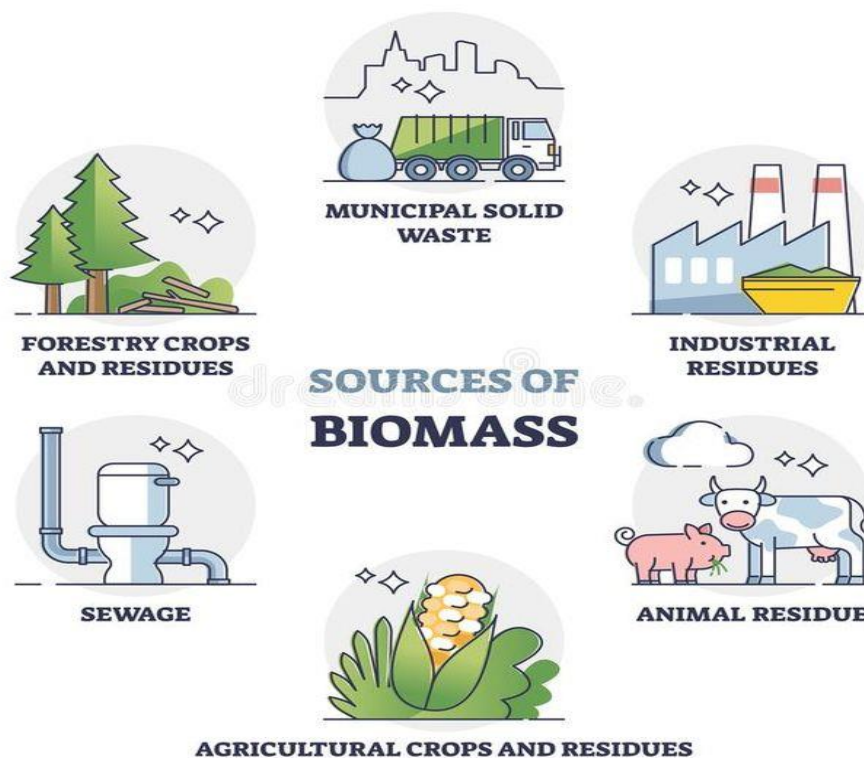 MUNICIPAL SOLID
WASTE
FORESTRY CROPS
AND RESIDUES
INDUSTRIAL
RESIDUES
SOURCES OF
BIOMASS
dreamstime.
SEWAGE
ANIMAL RESIDUE
AGRICULTURAL CROPS AND RESIDUES